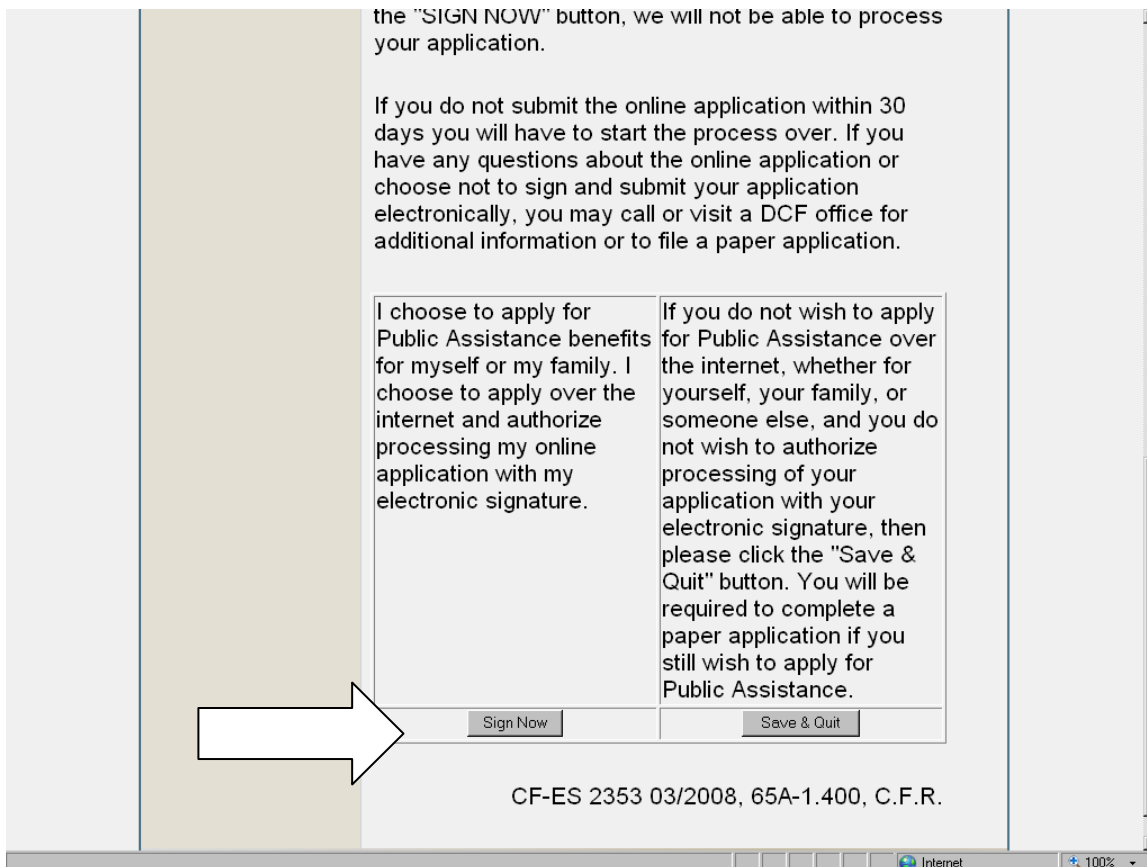 the "SIGN NOW" button, we will not be able to process
your application.
If you do not submit the online application within 30
days you will have to start the process over. If you
have any questions about the online application or
choose not to sign and submit your application
electronically, you may call or visit a DCF office for
additional information or to file a paper application.
I choose to apply for
Public Assistance benefits
for myself or my family. I
choose to apply over the
internet and authorize
processing my online
application with my
electronic signature.
If you do not wish to apply
for Public Assistance over
the internet, whether for
yourself, your family, or
someone else, and you do
not wish to authorize
processing of your
application with your
electronic signature, then
please click the "Save &
Quit" button. You will be
required to complete a
paper application if you
still wish to apply for
Public Assistance.
Sign Now
Save & Quit
CF-ES 2353 03/2008, 65A-1.400, C.F.R.
Internet
100%